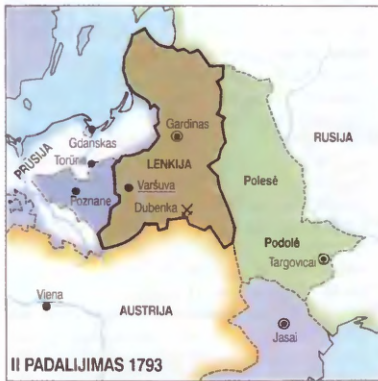 Gdanskas
Gardinas
RUSIJA
PRŪSIJA
Torūnė
LENKIJA
Poznanė
Varšuva
Polesė
Dubenka
Podolė
Targovicai
Viena
AUSTRIJA
Jasai
II PADALIJIMAS 1793